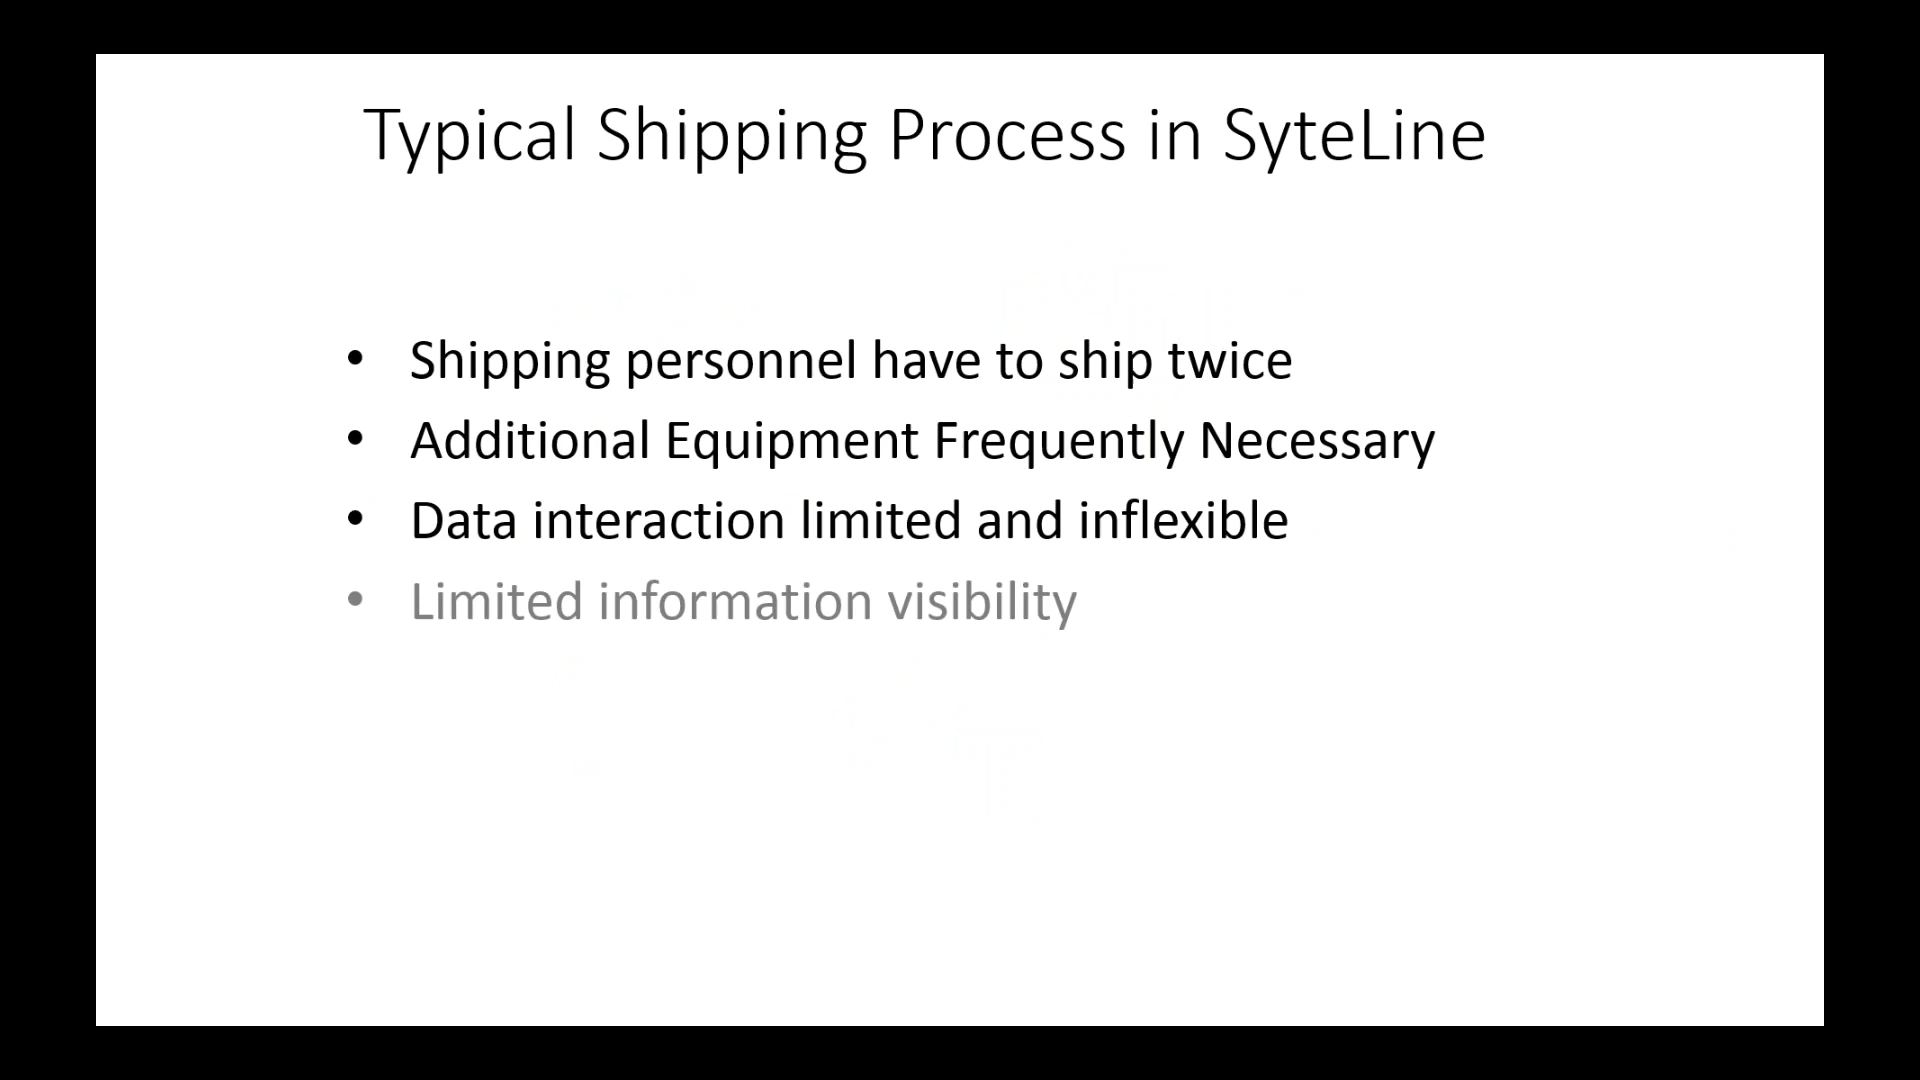 Typical Shipping Process in SyteLine
• Shipping personnel have to ship twice
• Additional Equipment Frequently Necessary
• Data interaction limited and inflexible
• Limited information visibility